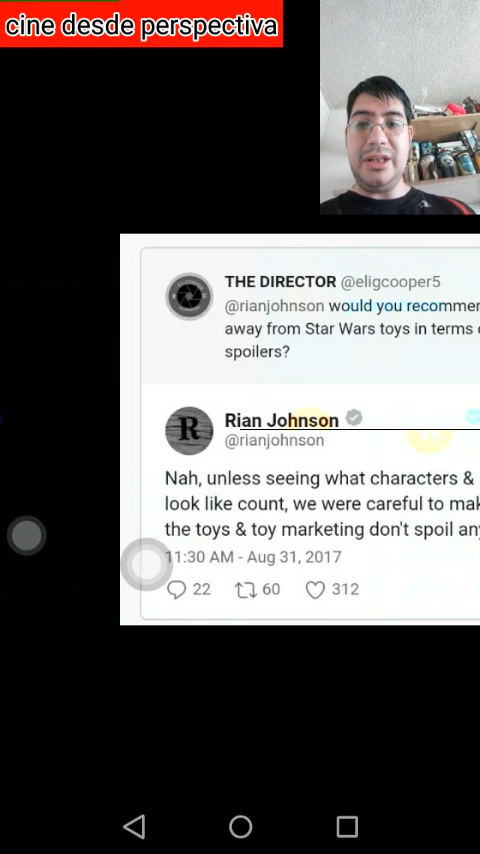 cine desde perspectiva
THE DIRECTOR @eligcooper5
@rianjohnson would you recommen
away from Star Wars toys in terms
spoilers?
Rian Johnson
@rianjohnson
Nah, unless seeing what characters &
look like count, we were careful to mak
the toys & toy marketing don't spoil any
11:30 AM - Aug 31, 2017
22 60 312